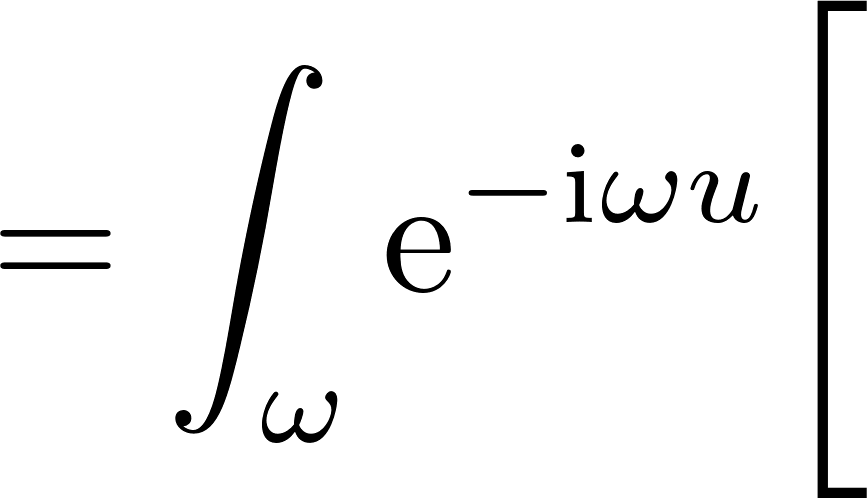 = ∫_ω e^{-iωu} [